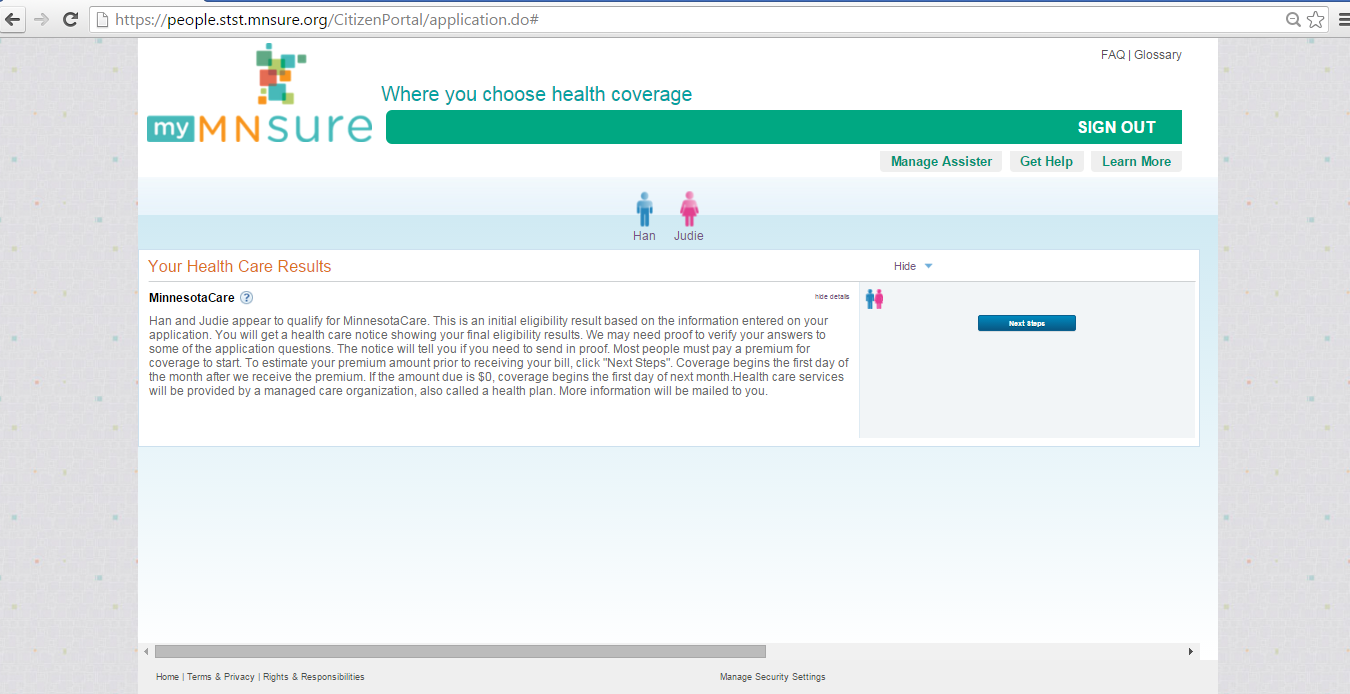 https://people.stst.mnsure.org/CitizenPortal/application.do#
FAQ | Glossary
Where you choose health coverage
my MNsure
SIGN OUT
Manage Assister
Get Help
Learn More
Han
Judie
Your Health Care Results
Hide
MinnesotaCare ?
hide details
Han and Judie appear to qualify for MinnesotaCare. This is an initial eligibility result based on the information entered on your
application. You will get a health care notice showing your final eligibility results. We may need proof to verify your answers to
some of the application questions. The notice will tell you if you need to send in proof. Most people must pay a premium for
coverage to start. To estimate your premium amount prior to receiving your bill, click "Next Steps". Coverage begins the first day of
the month after we receive the premium. If the amount due is $0, coverage begins the first day of next month.Health care services
will be provided by a managed care organization, also called a health plan. More information will be mailed to you.
Next Steps
Home | Terms & Privacy | Rights & Responsibilities
Manage Security Settings